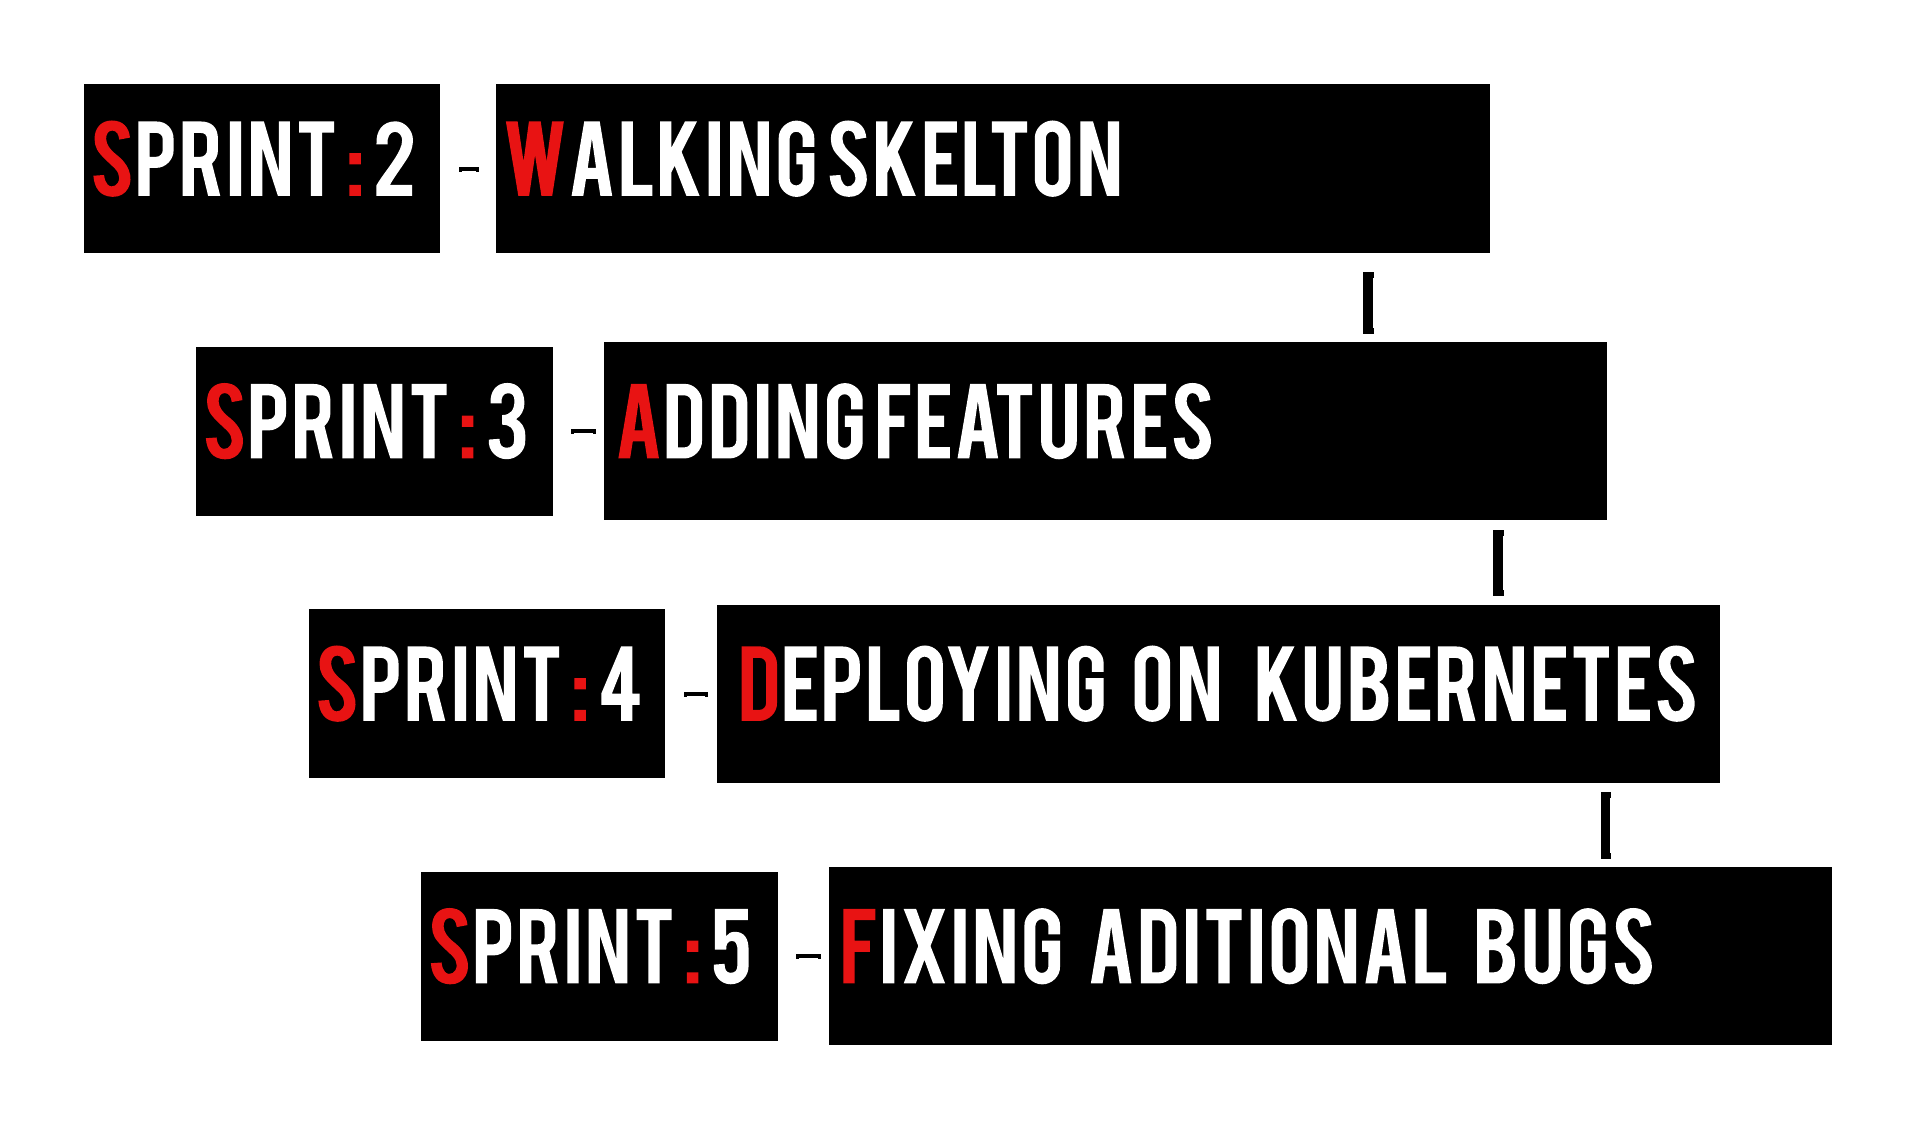 SPRINT:2 - WALKING SKELTON
SPRINT:3 - ADDING FEATURES
SPRINT:4 - DEPLOYING ON KUBERNETES
SPRINT:5 - FIXING ADITIONAL BUGS